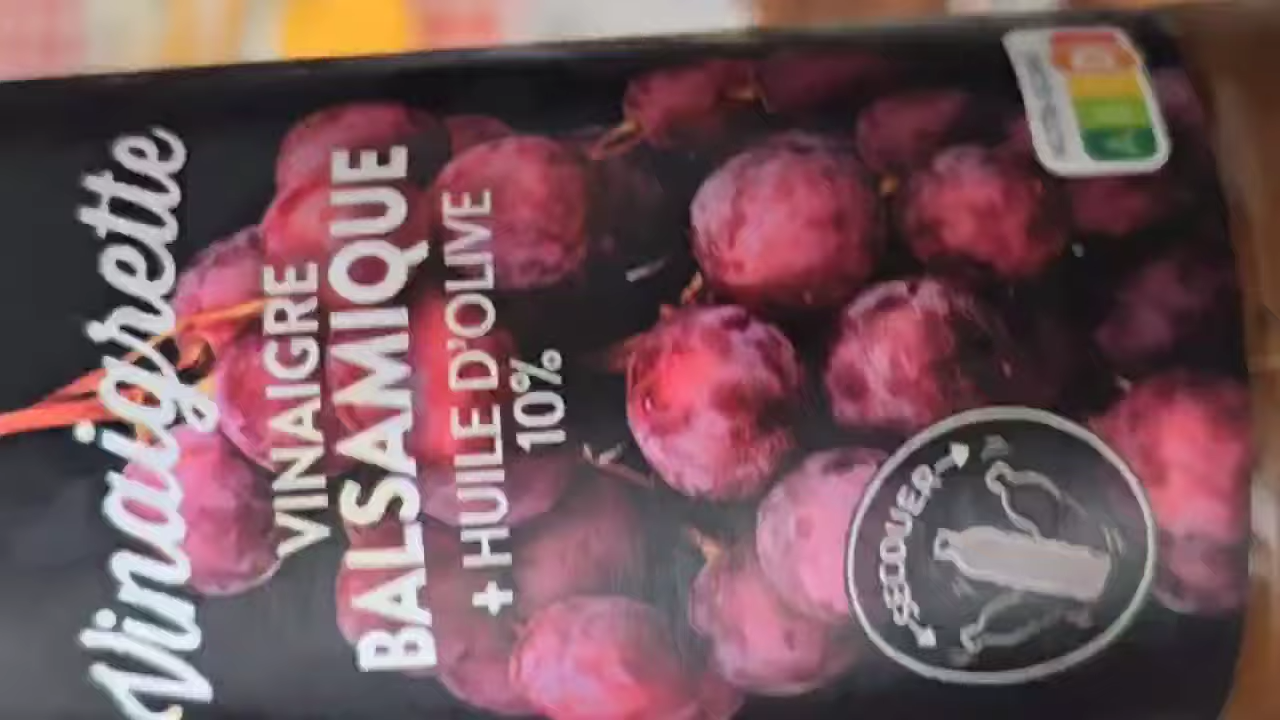 Vinaigrette
VINAIGRE
BALSAMIQUE
+ HUILE D'OLIVE
10%
SECOUER